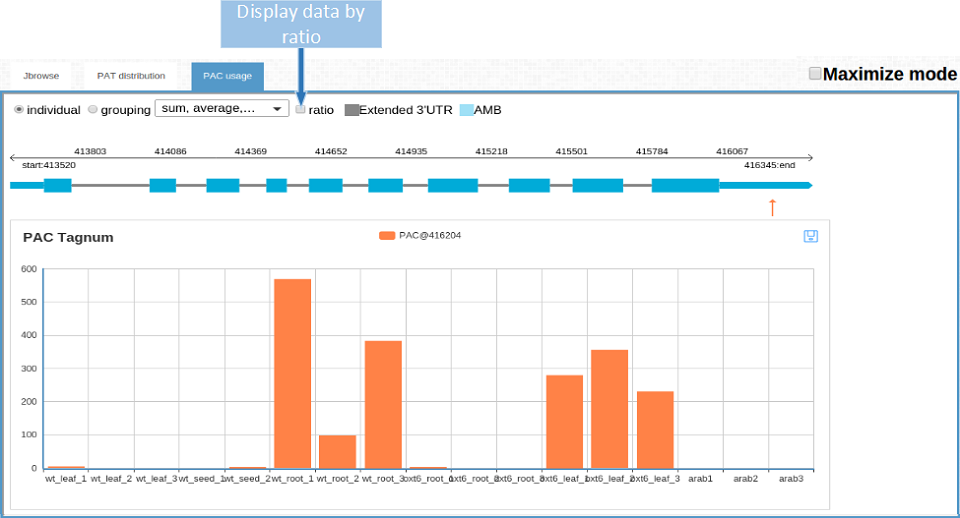 Display data by
ratio
Jbrowse PAT distribution PAC usage Maximize mode
individual grouping sum, average,... ratio Extended 3'UTR AMB
413803 414086 414369 414652 414935 415218 415501 415784 416067
start:413520 416345:end
PAC Tagnum PAC@416204
600
500
400
300
200
100
0
wt_leaf_1 wt_leaf_2 wt_leaf_3 wt_seed_1 wt_seed_2 wt_root_1 wt_root_2 wt_root_3 oxt6_root_1 oxt6_root_2 oxt6_root_3 oxt6_leaf_1 oxt6_leaf_2 oxt6_leaf_3 arab1 arab2 arab3